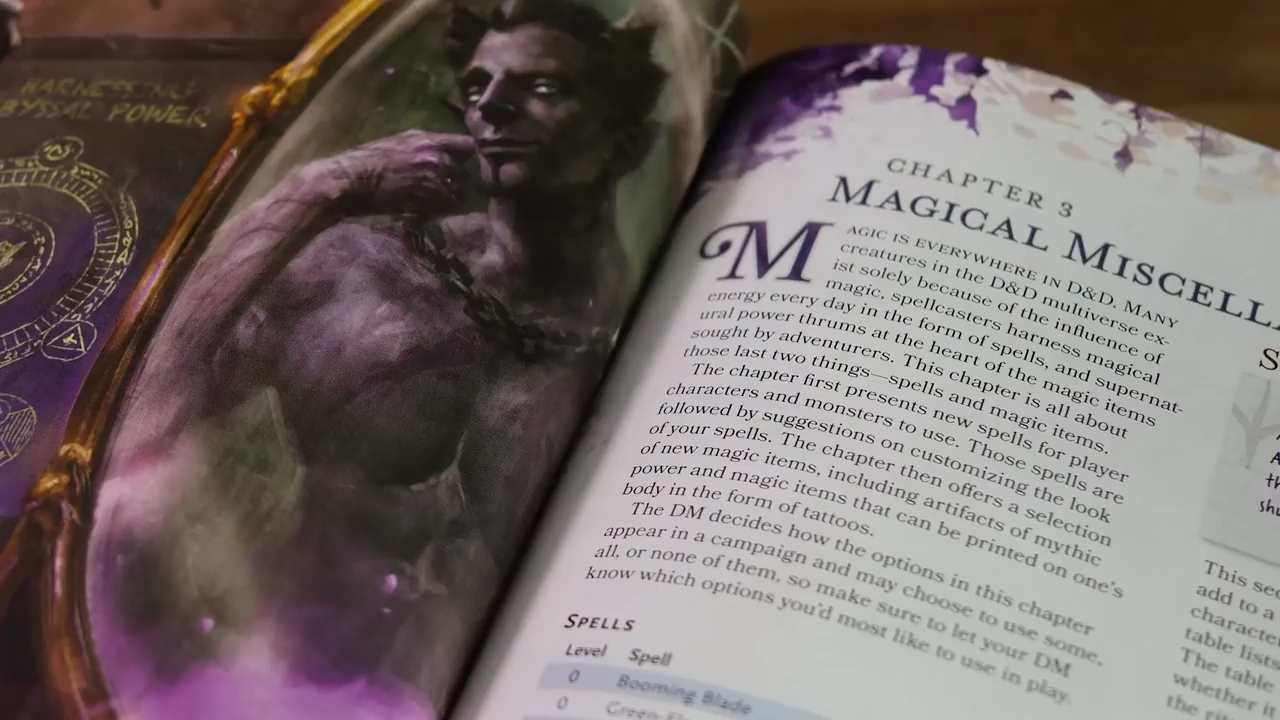 HARNESSING
ABYSSAL POWER
CHAPTER 3
MAGICAL
MAGIC IS EVERYWHERE IN D&D. MANY
creatures in the D&D multiverse ex-
ist solely because of the influence of
magic, spellcasters harness magical
energy every day in the form of spells, and supernat-
ural power thrums at the heart of the magic items
sought by adventurers. This chapter is all about
those last two things—spells and magic items.
The chapter first presents new spells for player
characters and monsters to use. Those spells are
followed by suggestions on customizing the look
of your spells. The chapter then offers a selection
of new magic items, including artifacts of mythic
power and magic items that can be printed on one's
body in the form of tattoos.
The DM decides how the options in this chapter
appear in a campaign and may choose to use some,
all, or none of them, so make sure to let your DM
know which options you'd most like to use in play.
SPELLS
Level Spell
0 Booming Blade
0
This
add to a
table lists
The table
whether it